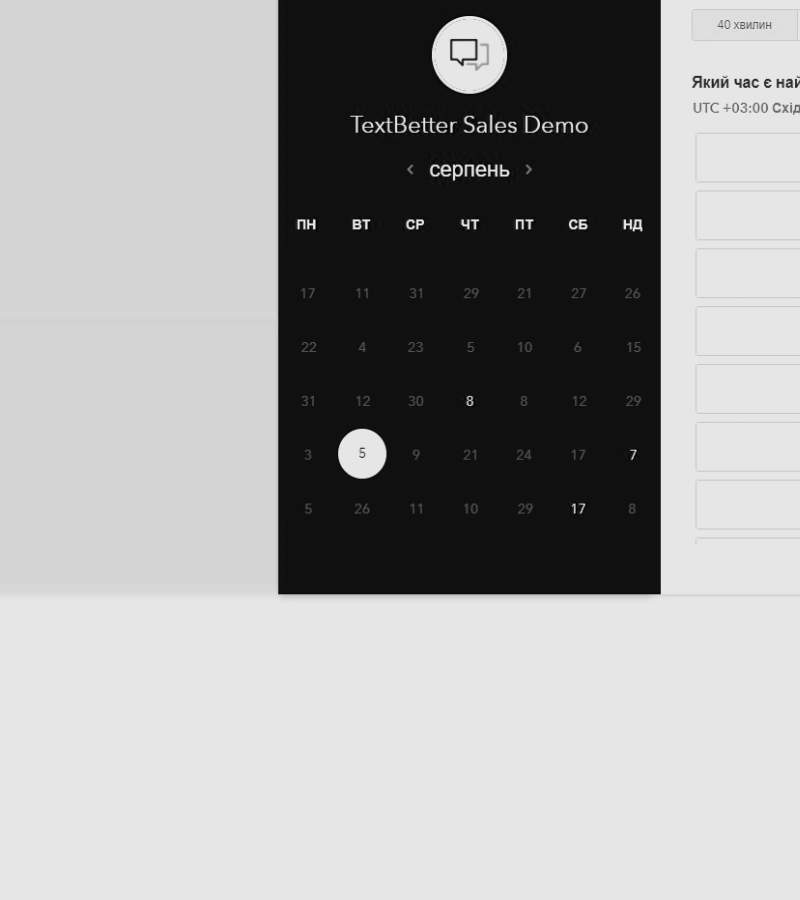 TextBetter Sales Demo
серпень
ПН ВТ СР ЧТ ПТ СБ НД
17 11 31 29 21 27 26
22 4 23 5 10 6 15
31 12 30 8 8 12 29
3 5 9 21 24 17 7
5 26 11 10 29 17 8
40 хвилин
Який час є най
UTC +03:00 Схід